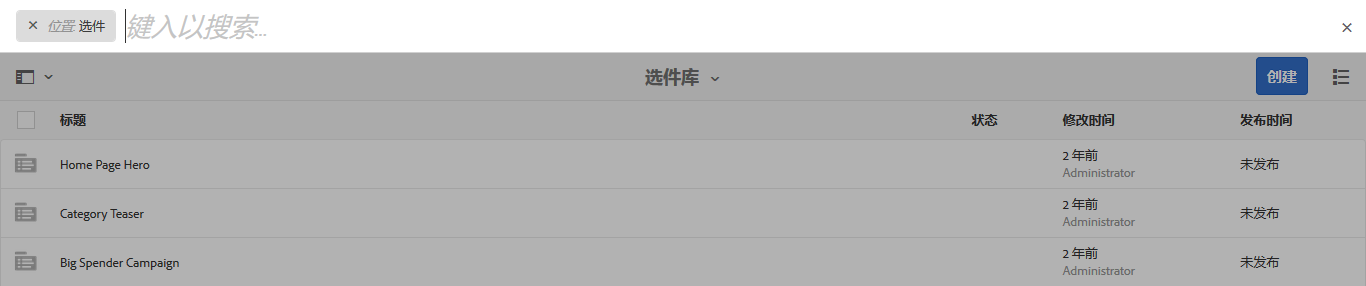 位置 选件 键入以搜索...
选件库 创建
标题 状态 修改时间 发布时间
Home Page Hero 2 年前 未发布
Administrator
Category Teaser 2 年前 未发布
Administrator
Big Spender Campaign 2 年前 未发布
Administrator